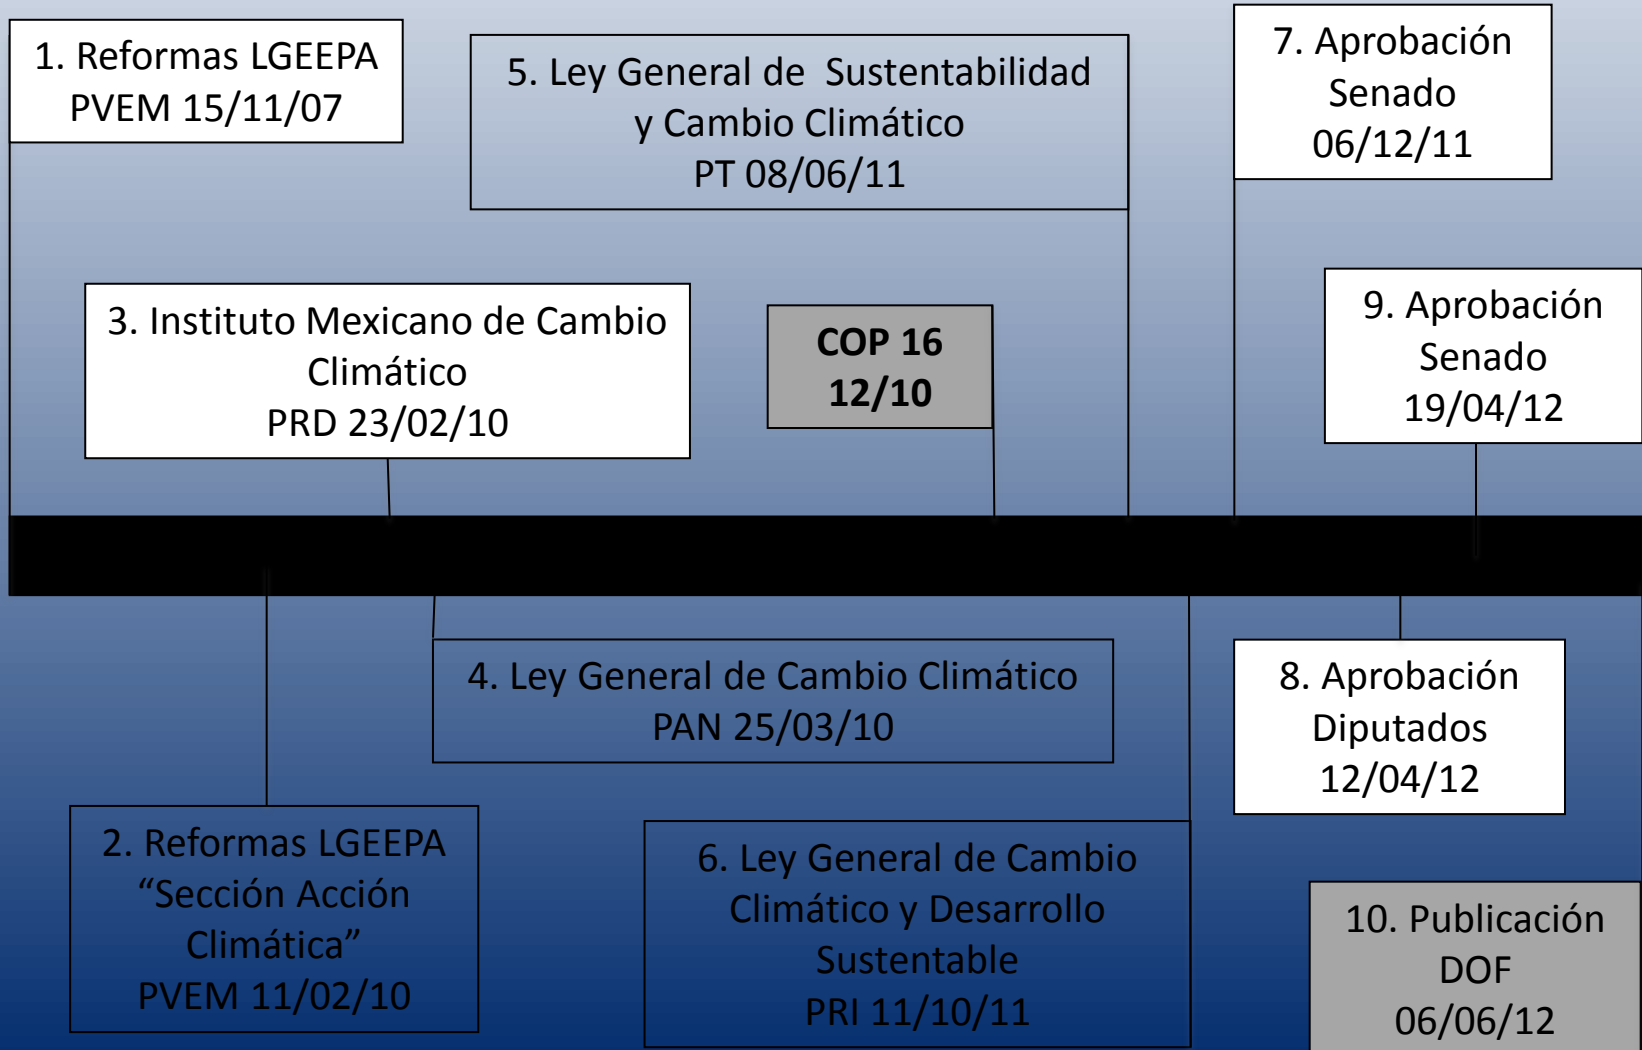 1. Reformas LGEEPA
PVEM 15/11/07
5. Ley General de Sustentabilidad
y Cambio Climático
PT 08/06/11
7. Aprobación
Senado
06/12/11
3. Instituto Mexicano de Cambio
Climático
PRD 23/02/10
COP 16
12/10
9. Aprobación
Senado
19/04/12
4. Ley General de Cambio Climático
PAN 25/03/10
8. Aprobación
Diputados
12/04/12
2. Reformas LGEEPA
“Sección Acción
Climática”
PVEM 11/02/10
6. Ley General de Cambio
Climático y Desarrollo
Sustentable
PRI 11/10/11
10. Publicación
DOF
06/06/12